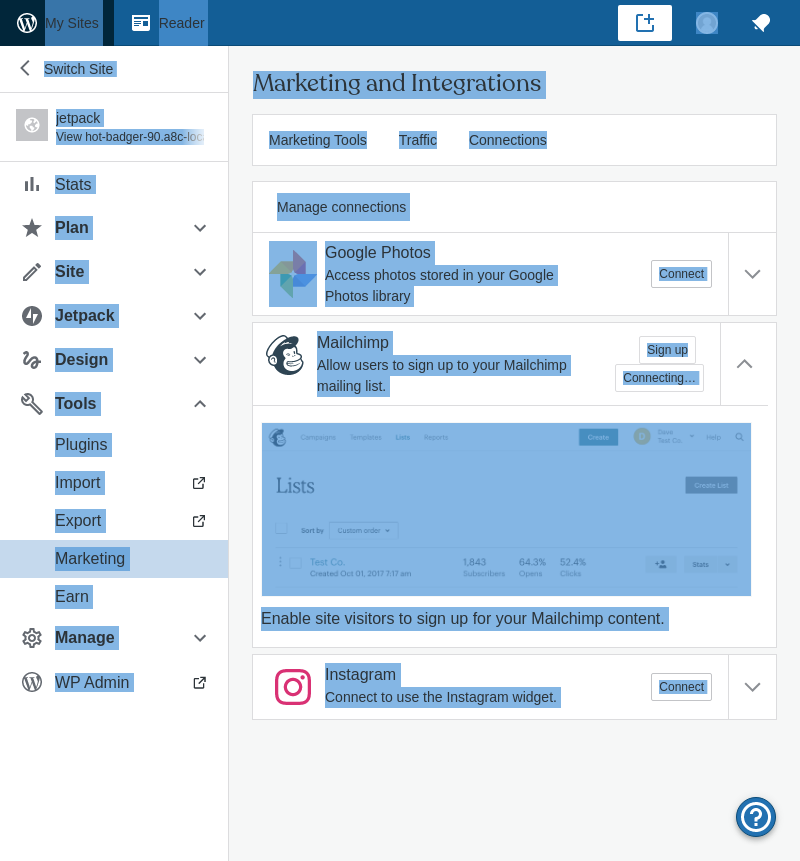 My Sites
Reader
Switch Site
jetpack
View hot-badger-90.a8c-loc
Stats
Plan
Site
Jetpack
Design
Tools
Plugins
Import
Export
Marketing
Earn
Manage
WP Admin
Marketing and Integrations
Marketing Tools Traffic Connections
Manage connections
Google Photos
Access photos stored in your Google
Photos library
Connect
Mailchimp
Allow users to sign up to your Mailchimp
mailing list.
Sign up
Connecting…
Campaigns Templates Lists Reports
Create
Dave
Test Co.
Help
Lists
Create List
Sort by Custom order
Test Co.
Created Oct 01, 2017 7:17 am
1,843
Subscribers
64.3%
Opens
52.4%
Clicks
Stats
Enable site visitors to sign up for your Mailchimp content.
Instagram
Connect to use the Instagram widget.
Connect